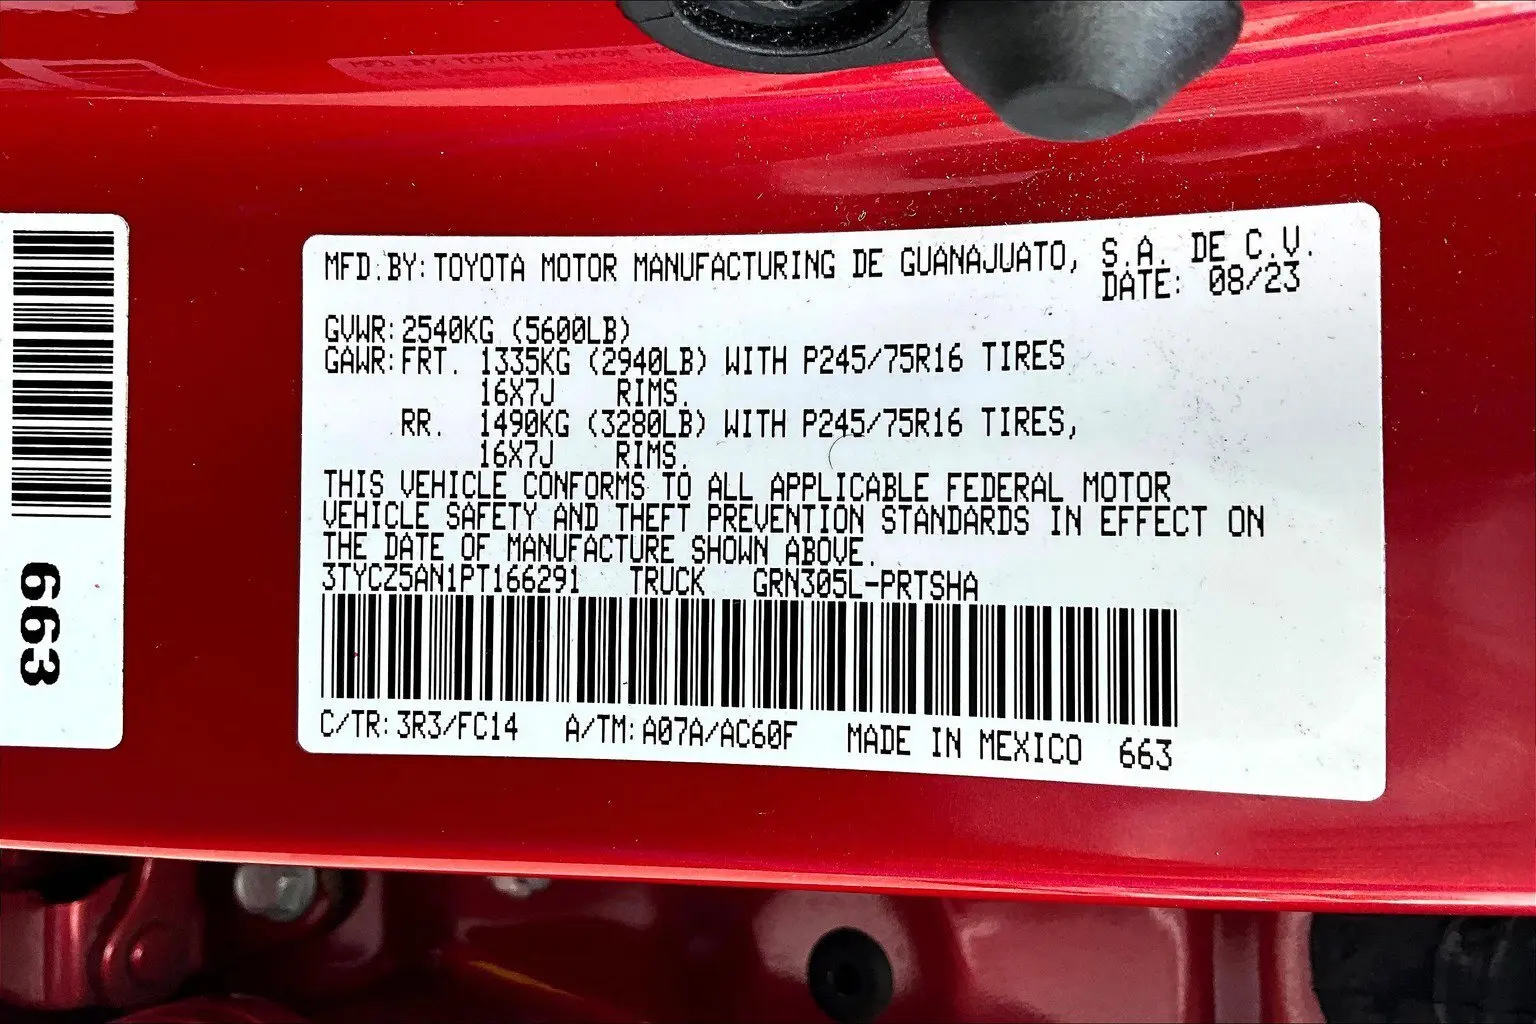 MFD.BY:TOYOTA MOTOR MANUFACTURING DE GUANAJUATO, S.A. DE C.V.
DATE: 08/23
GVWR:2540KG (5600LB)
GAWR:FRT. 1335KG (2940LB) WITH P245/75R16 TIRES
16X7J RIMS.
RR. 1490KG (3280LB) WITH P245/75R16 TIRES,
16X7J RIMS.
THIS VEHICLE CONFORMS TO ALL APPLICABLE FEDERAL MOTOR
VEHICLE SAFETY AND THEFT PREVENTION STANDARDS IN EFFECT ON
THE DATE OF MANUFACTURE SHOWN ABOVE.
3TYCZ5AN1PT166291 TRUCK GRN305L-PRTSHA
C/TR:3R3/FC14 A/TM:A07A/AC60F MADE IN MEXICO 663
663